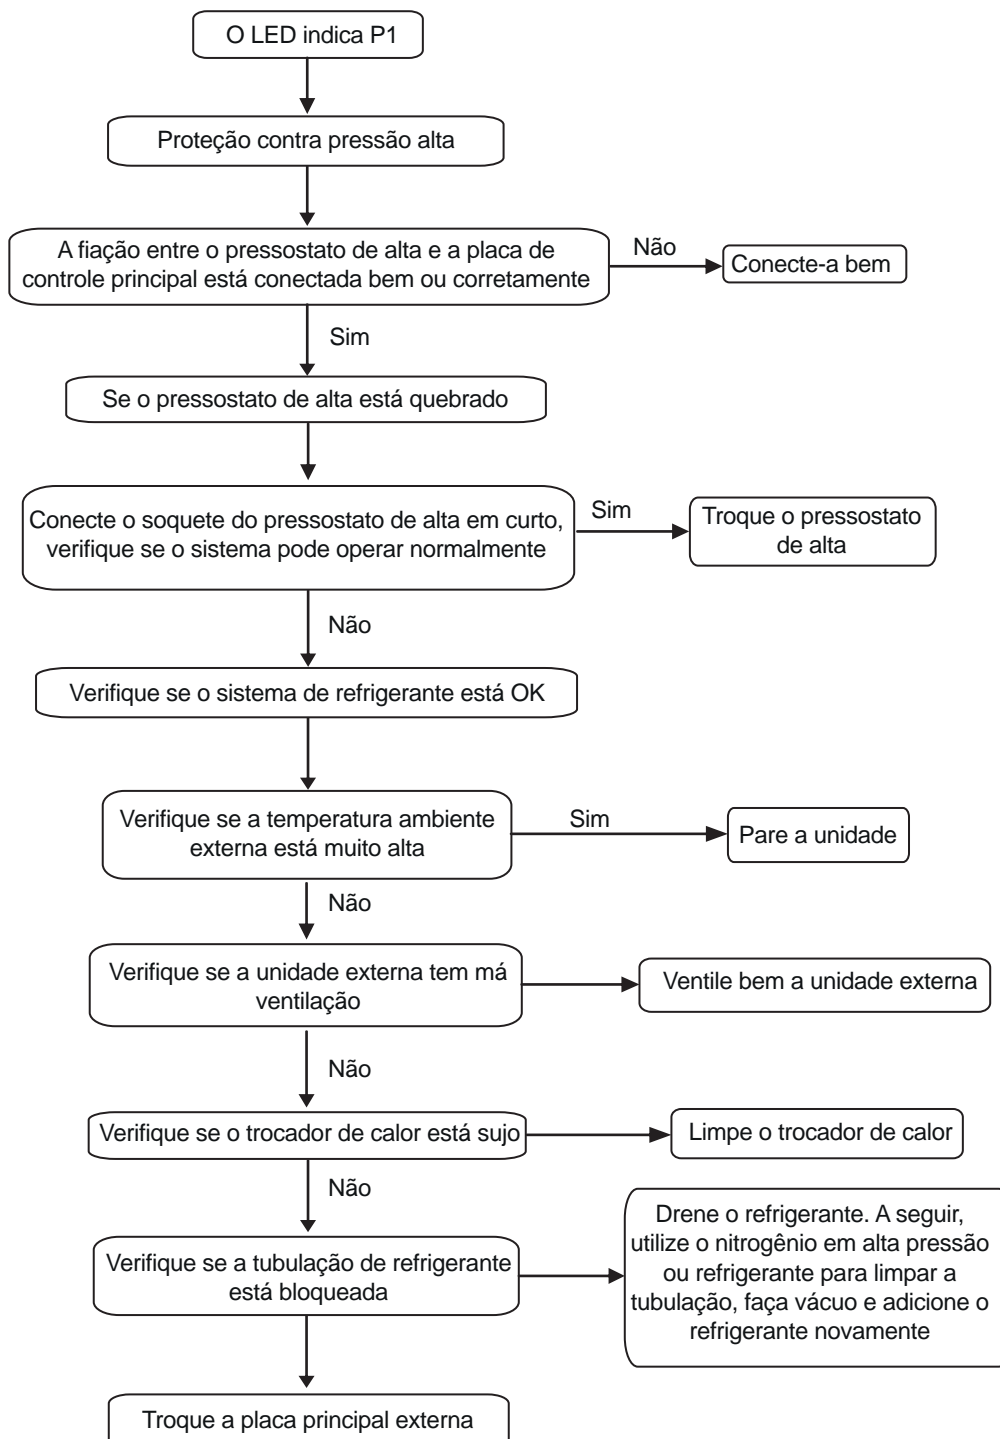 O LED indica P1
Proteção contra pressão alta
A fiação entre o pressostato de alta e a placa de
controle principal está conectada bem ou corretamente
Não
Conecte-a bem
Sim
Se o pressostato de alta está quebrado
Conecte o soquete do pressostato de alta em curto,
verifique se o sistema pode operar normalmente
Sim
Troque o pressostato
de alta
Não
Verifique se o sistema de refrigerante está OK
Verifique se a temperatura ambiente
externa está muito alta
Sim
Pare a unidade
Não
Verifique se a unidade externa tem má
ventilação
Ventile bem a unidade externa
Não
Verifique se o trocador de calor está sujo
Limpe o trocador de calor
Não
Verifique se a tubulação de refrigerante
está bloqueada
Drene o refrigerante. A seguir,
utilize o nitrogênio em alta pressão
ou refrigerante para limpar a
tubulação, faça vácuo e adicione o
refrigerante novamente
Troque a placa principal externa